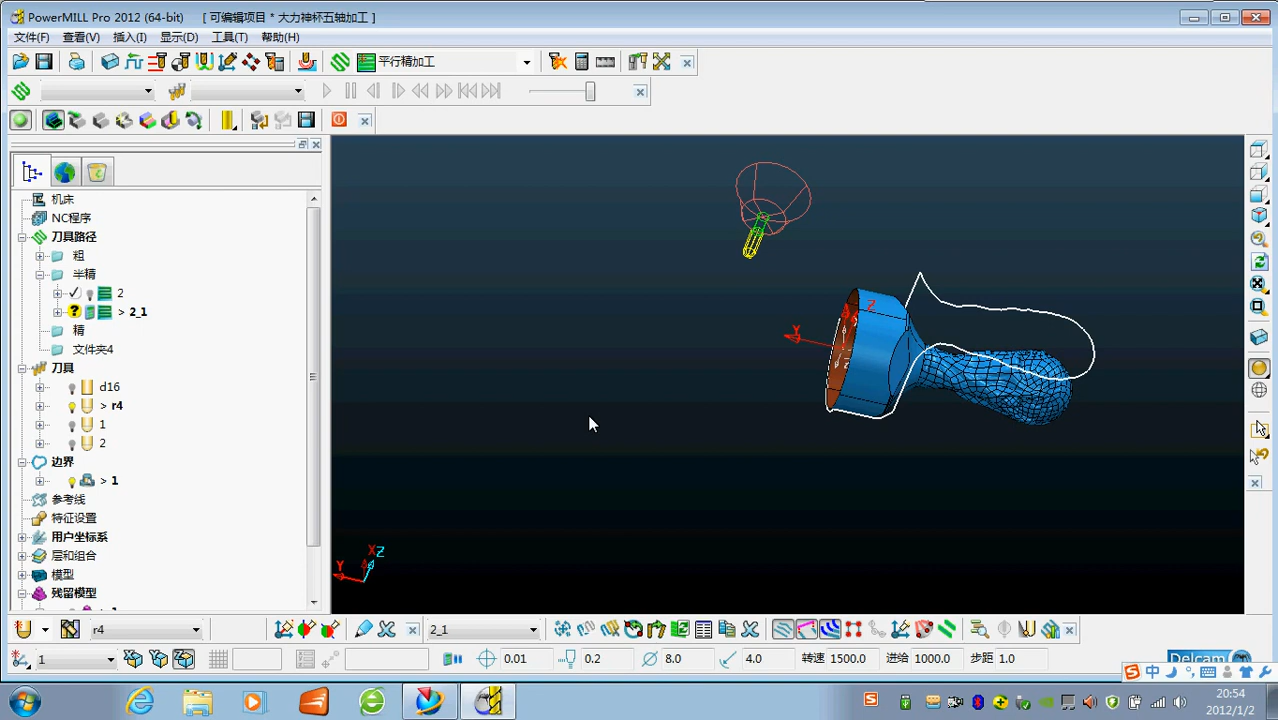 PowerMILL Pro 2012 (64-bit) [ 可编辑项目 * 大力神杯五轴加工 ]
文件(F) 查看(V) 插入(I) 显示(D) 工具(T) 帮助(H)
平行精加工
机床
NC程序
刀具路径
粗
半精
2
> 2_1
精
文件夹4
刀具
d16
> r4
1
2
边界
> 1
参考线
特征设置
用户坐标系
层和组合
模型
残留模型
Z
Y
X
Z
Y
r4
2_1
1
0.01 0.2 8.0 4.0 转速 1500.0 进给 1000.0 步距 1.0
Delcam
中
20:54
2012/1/2